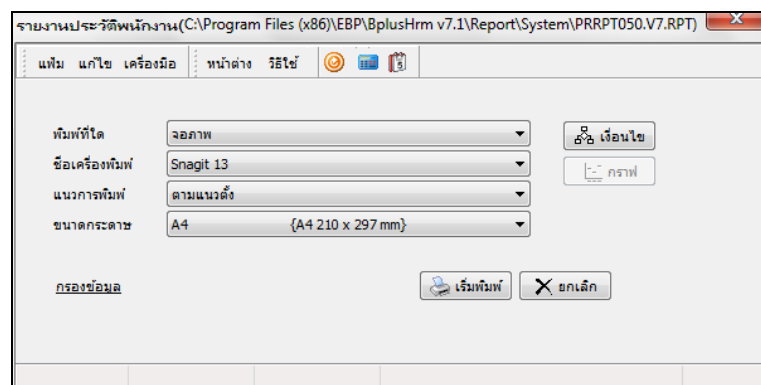 รายงานประวัติพนักงาน(C:\Program Files (x86)\EBP\BplusHrm v7.1\Report\System\PRRPT050.V7.RPT)
แฟ้ม แก้ไข เครื่องมือ หน้าต่าง วิธีใช้ 5
พิมพ์ที่ใด จอภาพ เงื่อนไข
ชื่อเครื่องพิมพ์ Snagit 13 กราฟ
แนวการพิมพ์ ตามแนวตั้ง
ขนาดกระดาษ A4 {A4 210 x 297 mm}
กรองข้อมูล เริ่มพิมพ์ ยกเลิก